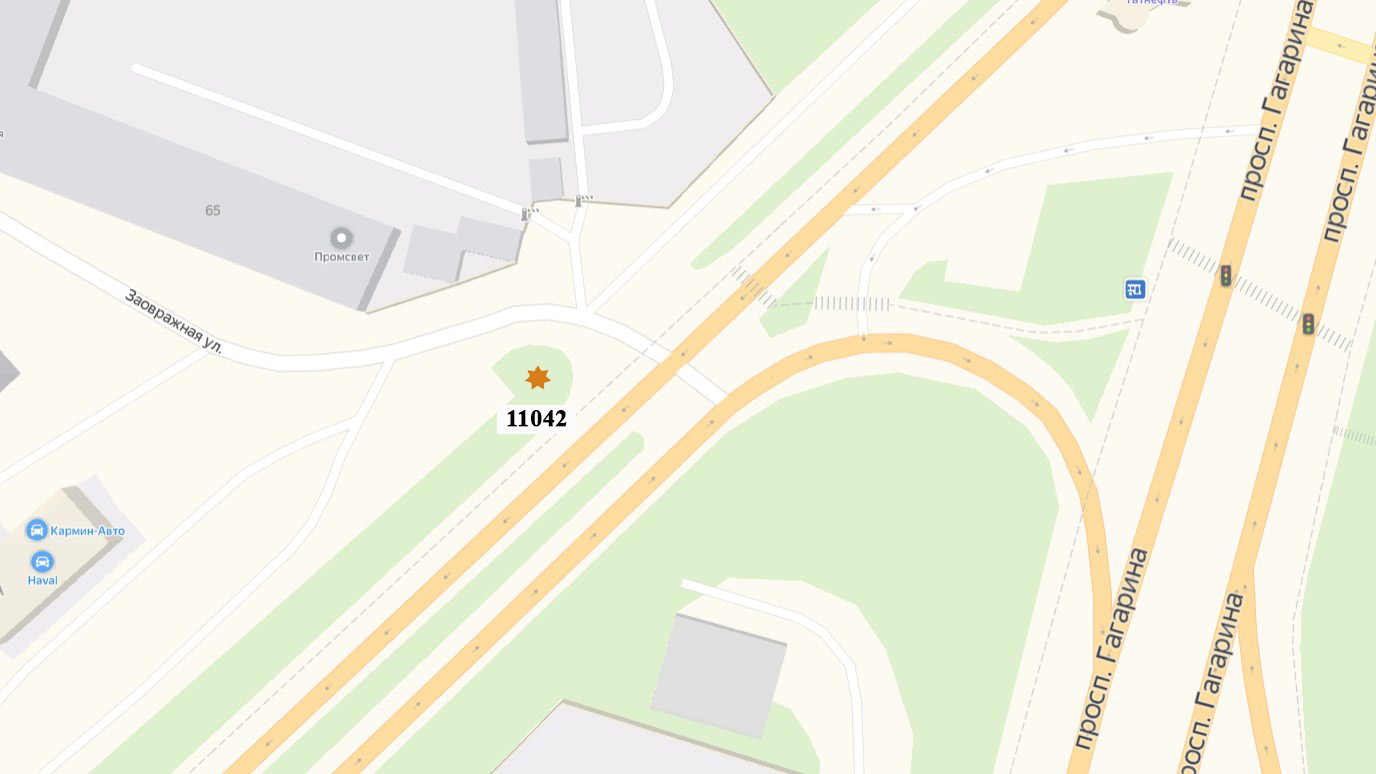 Татнефть
просп. Гагарина
просп. Гагарина
65
Промсвет
Заовражная ул.
11042
Кармин-Авто
Haval
просп. Гагарина
просп. Гагарина